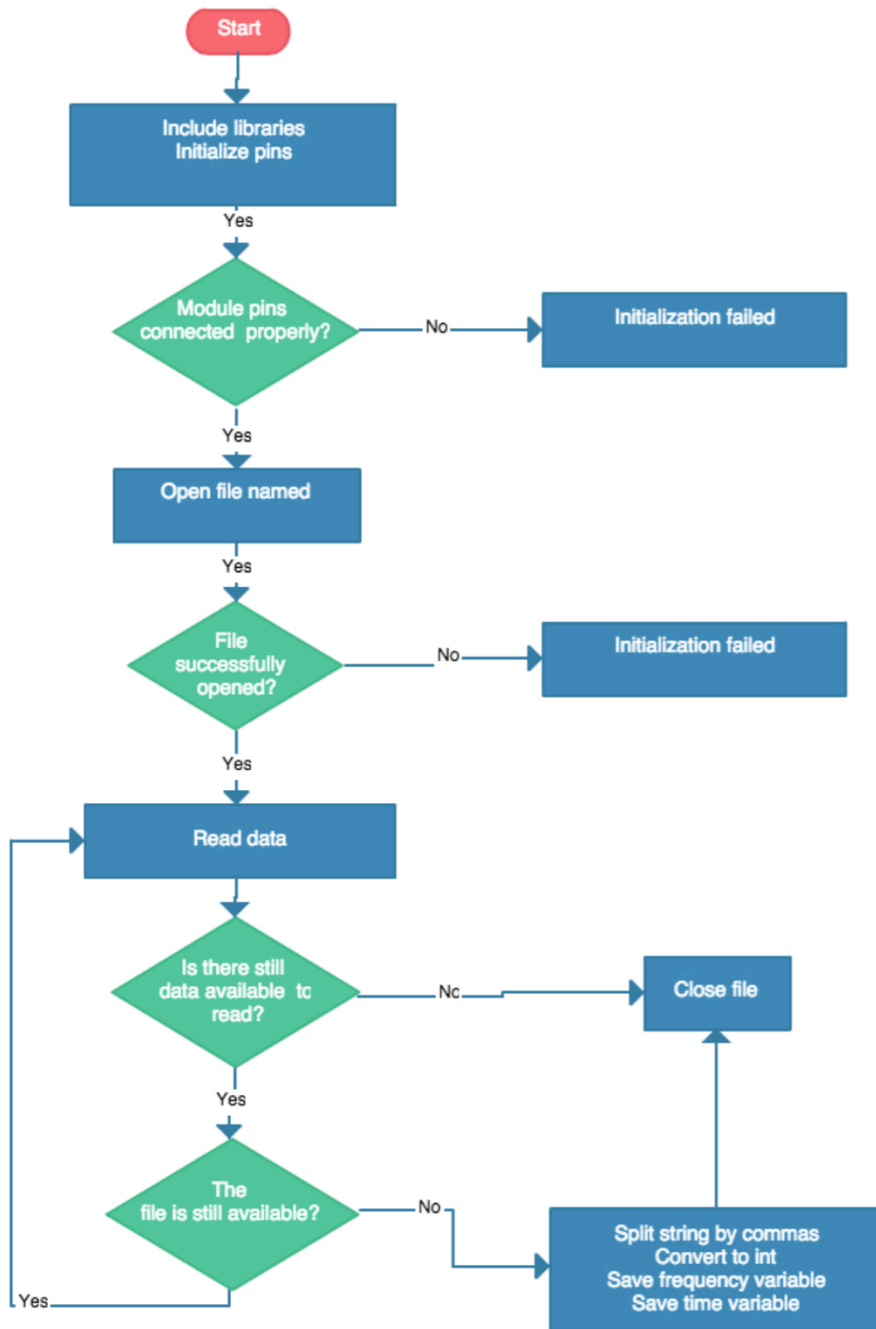 Start
Include libraries
Initialize pins
Yes
Module pins
connected properly?
No
Initialization failed
Yes
Open file named
Yes
File
successfully
opened?
No
Initialization failed
Yes
Read data
Is there still
data available to
read?
No
Close file
Yes
The
file is still available?
No
Split string by commas
Convert to int
Save frequency variable
Save time variable
Yes